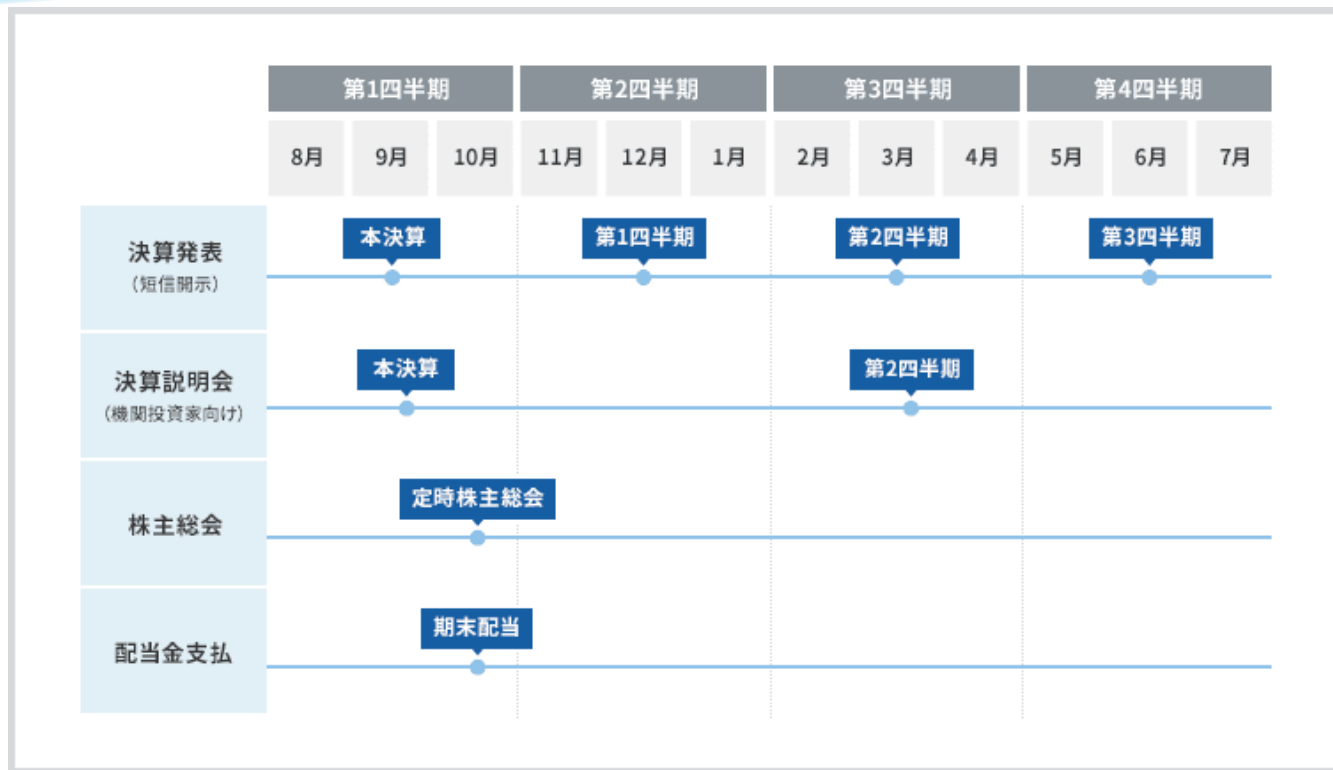 第1四半期 第2四半期 第3四半期 第4四半期
8月 9月 10月 11月 12月 1月 2月 3月 4月 5月 6月 7月
決算発表
(短信開示)
本決算 第1四半期 第2四半期 第3四半期
決算説明会
(機関投資家向け)
本決算 第2四半期
株主総会
定時株主総会
配当金支払
期末配当